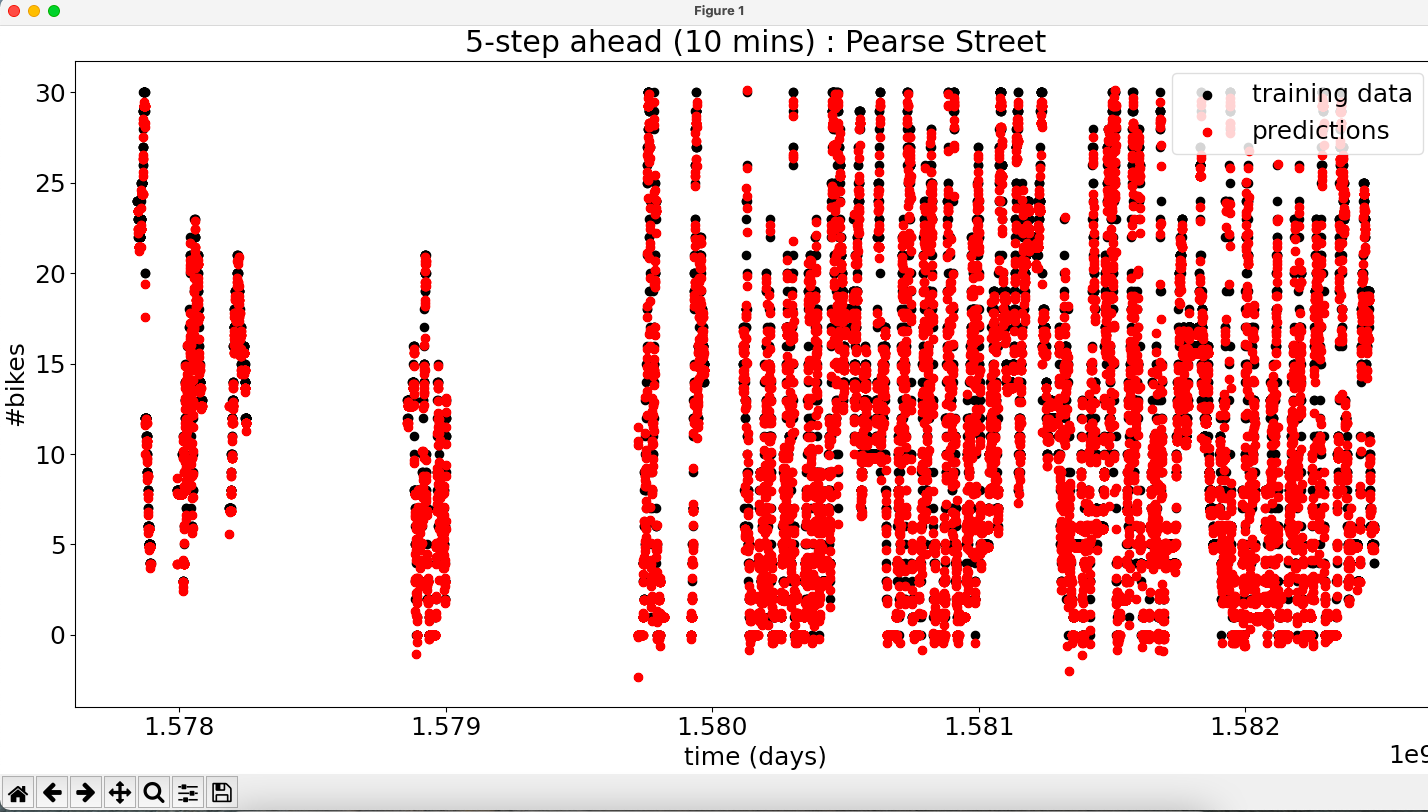 Figure 1
5-step ahead (10 mins) : Pearse Street
training data
predictions
30
25
20
15
10
5
0
#bikes
1.578 1.579 1.580 1.581 1.582
1e9
time (days)